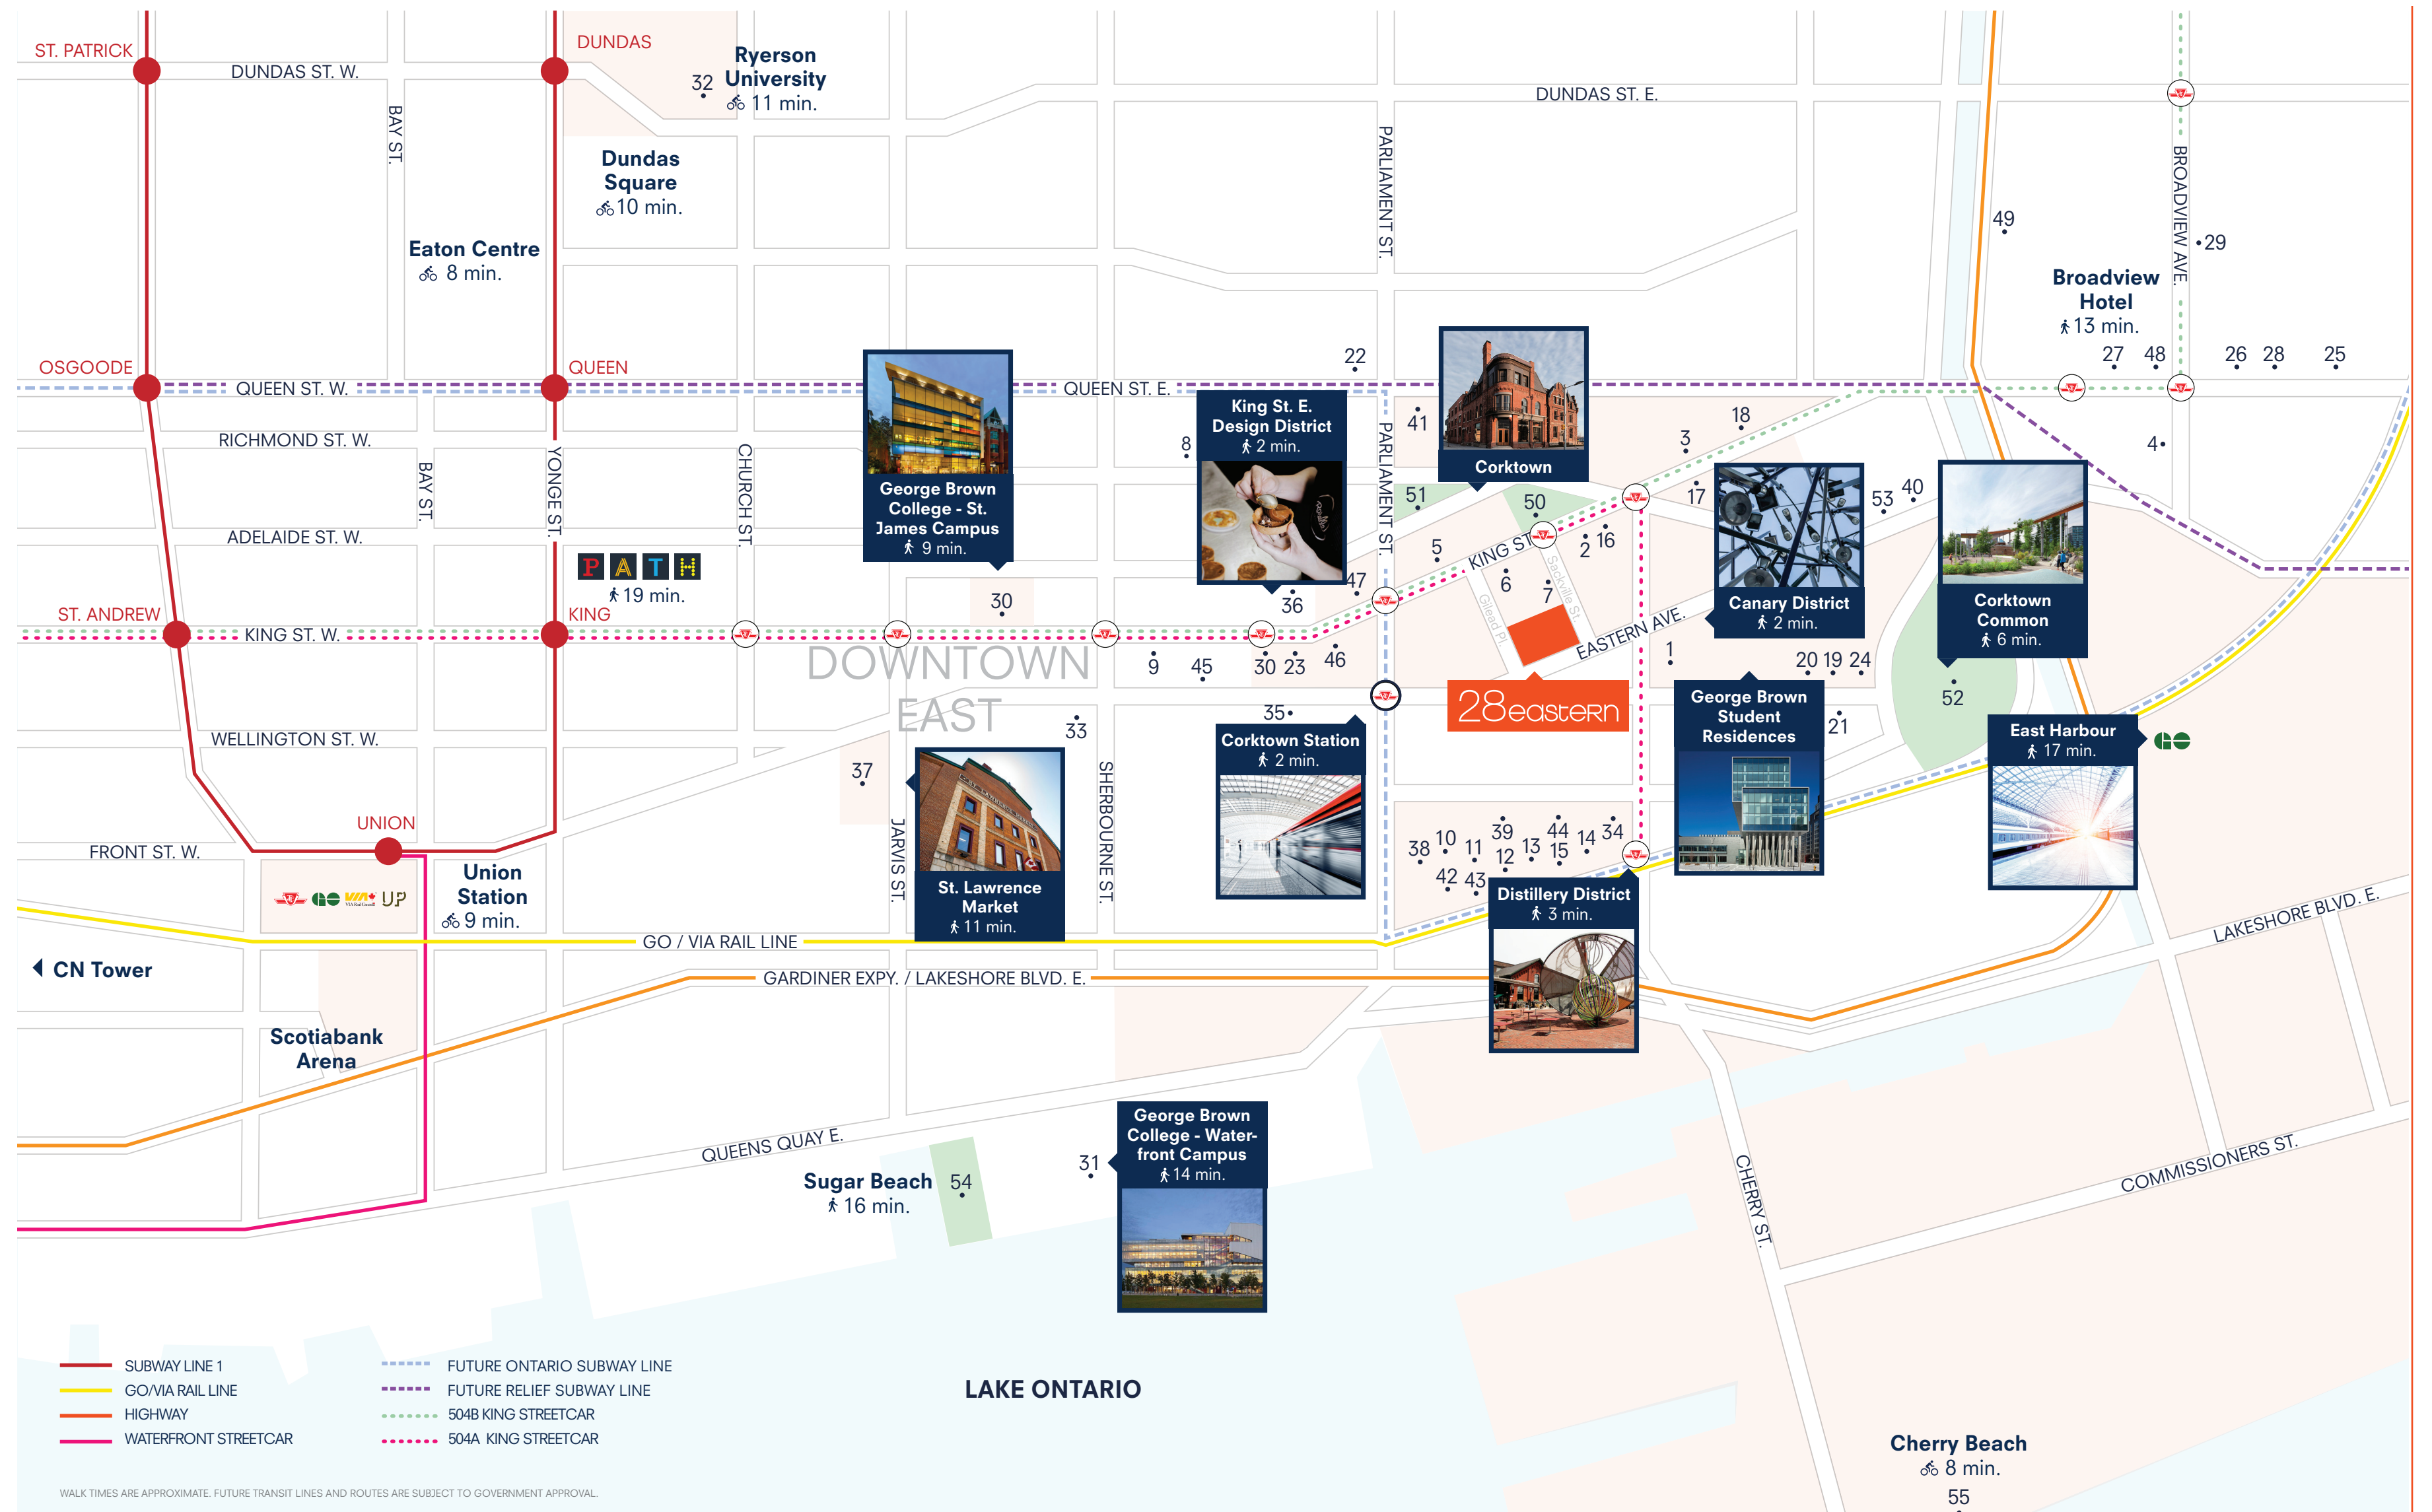 ST. PATRICK
DUNDAS
DUNDAS ST. W.
32
Ryerson
University
11 min.
DUNDAS ST. E.
BAY ST.
PARLIAMENT ST.
BROADVIEW AVE.
Dundas
Square
10 min.
49
29
Eaton Centre
8 min.
Broadview
Hotel
13 min.
27
48
26
28
25
22
OSGOODE
QUEEN
QUEEN ST. W.
QUEEN ST. E.
RICHMOND ST. W.
BAY ST.
YONGE ST.
CHURCH ST.
PARLIAMENT ST.
8
King St. E.
Design District
2 min.
41
Corktown
18
3
4
George Brown
College - St.
James Campus
9 min.
51
50
17
53
40
ADELAIDE ST. W.
PATH
19 min.
5
KING ST
2
16
6
7
Gilead Pl.
Sackville St.
47
36
30
Canary District
2 min.
Corktown
Common
6 min.
ST. ANDREW
KING
KING ST. W.
DOWNTOWN
EAST
9
45
30
23
46
EASTERN AVE.
1
20
19
24
52
28eastern
33
35
Corktown Station
2 min.
George Brown
Student
Residences
21
East Harbour
17 min.
GO
WELLINGTON ST. W.
37
JARVIS ST.
SHERBOURNE ST.
St. Lawrence
Market
11 min.
UNION
FRONT ST. W.
GO VIA UP
Union
Station
9 min.
38
10
11
39
12
13
44
15
14
34
42
43
Distillery District
3 min.
GO / VIA RAIL LINE
GARDINER EXPY. / LAKESHORE BLVD. E.
LAKESHORE BLVD. E.
CN Tower
Scotiabank
Arena
QUEENS QUAY E.
Sugar Beach
16 min.
54
31
George Brown
College - Water-
front Campus
14 min.
CHERRY ST.
COMMISSIONERS ST.
LAKE ONTARIO
SUBWAY LINE 1
GO/VIA RAIL LINE
HIGHWAY
WATERFRONT STREETCAR
FUTURE ONTARIO SUBWAY LINE
FUTURE RELIEF SUBWAY LINE
504B KING STREETCAR
504A KING STREETCAR
Cherry Beach
8 min.
55
WALK TIMES ARE APPROXIMATE. FUTURE TRANSIT LINES AND ROUTES ARE SUBJECT TO GOVERNMENT APPROVAL.